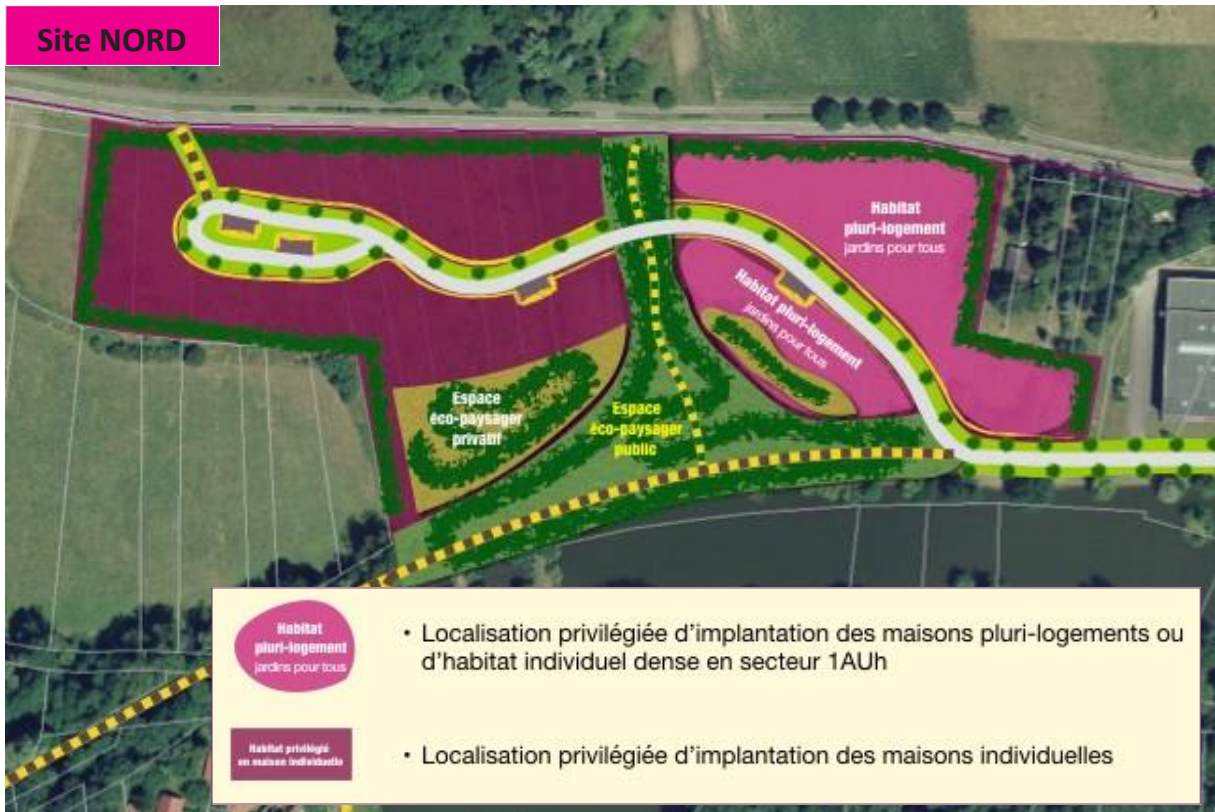 Site NORD
Habitat
pluri-logement
jardins pour tous
Habitat pluri-logement
jardins pour tous
Espace
éco-paysager
privatif
Espace
éco-paysager
public
Habitat
pluri-logement
jardins pour tous
• Localisation privilégiée d'implantation des maisons pluri-logements ou
d'habitat individuel dense en secteur 1AUh
Habitat privilégié
en maison individuelle
• Localisation privilégiée d'implantation des maisons individuelles